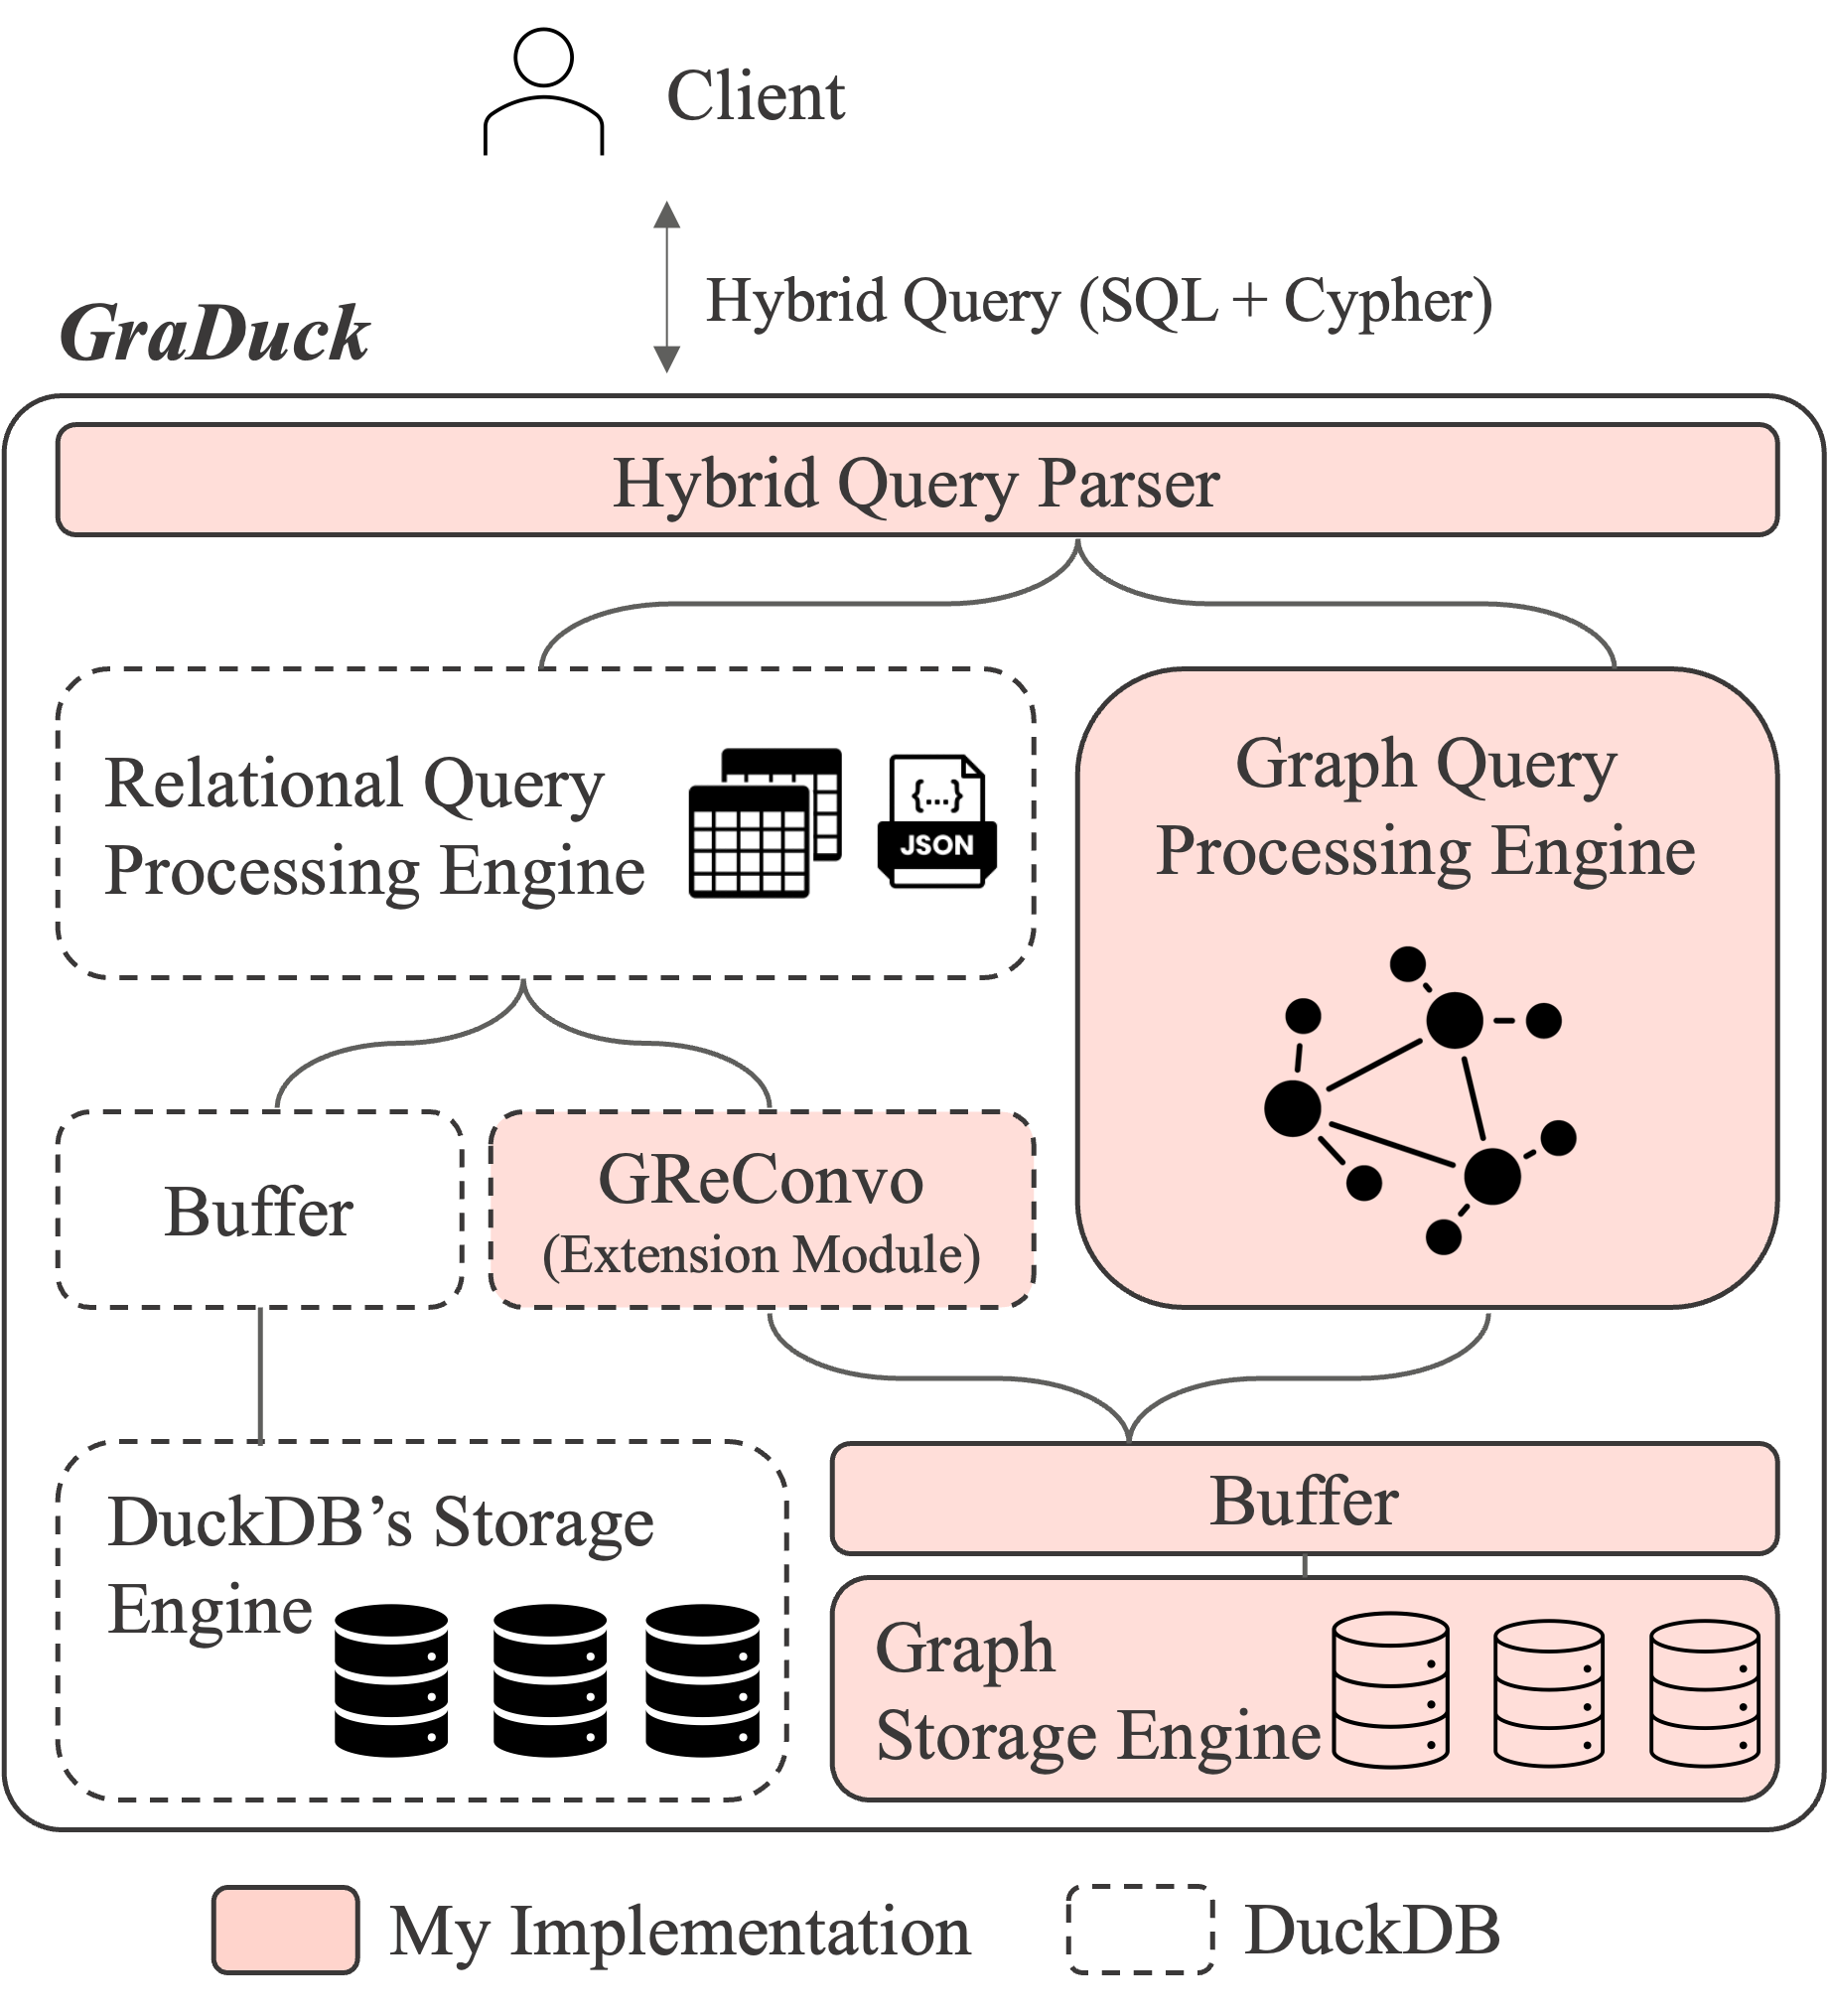 Client
Hybrid Query (SQL + Cypher)
GraDuck
Hybrid Query Parser
Relational Query
Processing Engine
{...}
JSON
Graph Query
Processing Engine
Buffer
GReConvo
(Extension Module)
DuckDB’s Storage
Engine
Buffer
Graph
Storage Engine
My Implementation
DuckDB